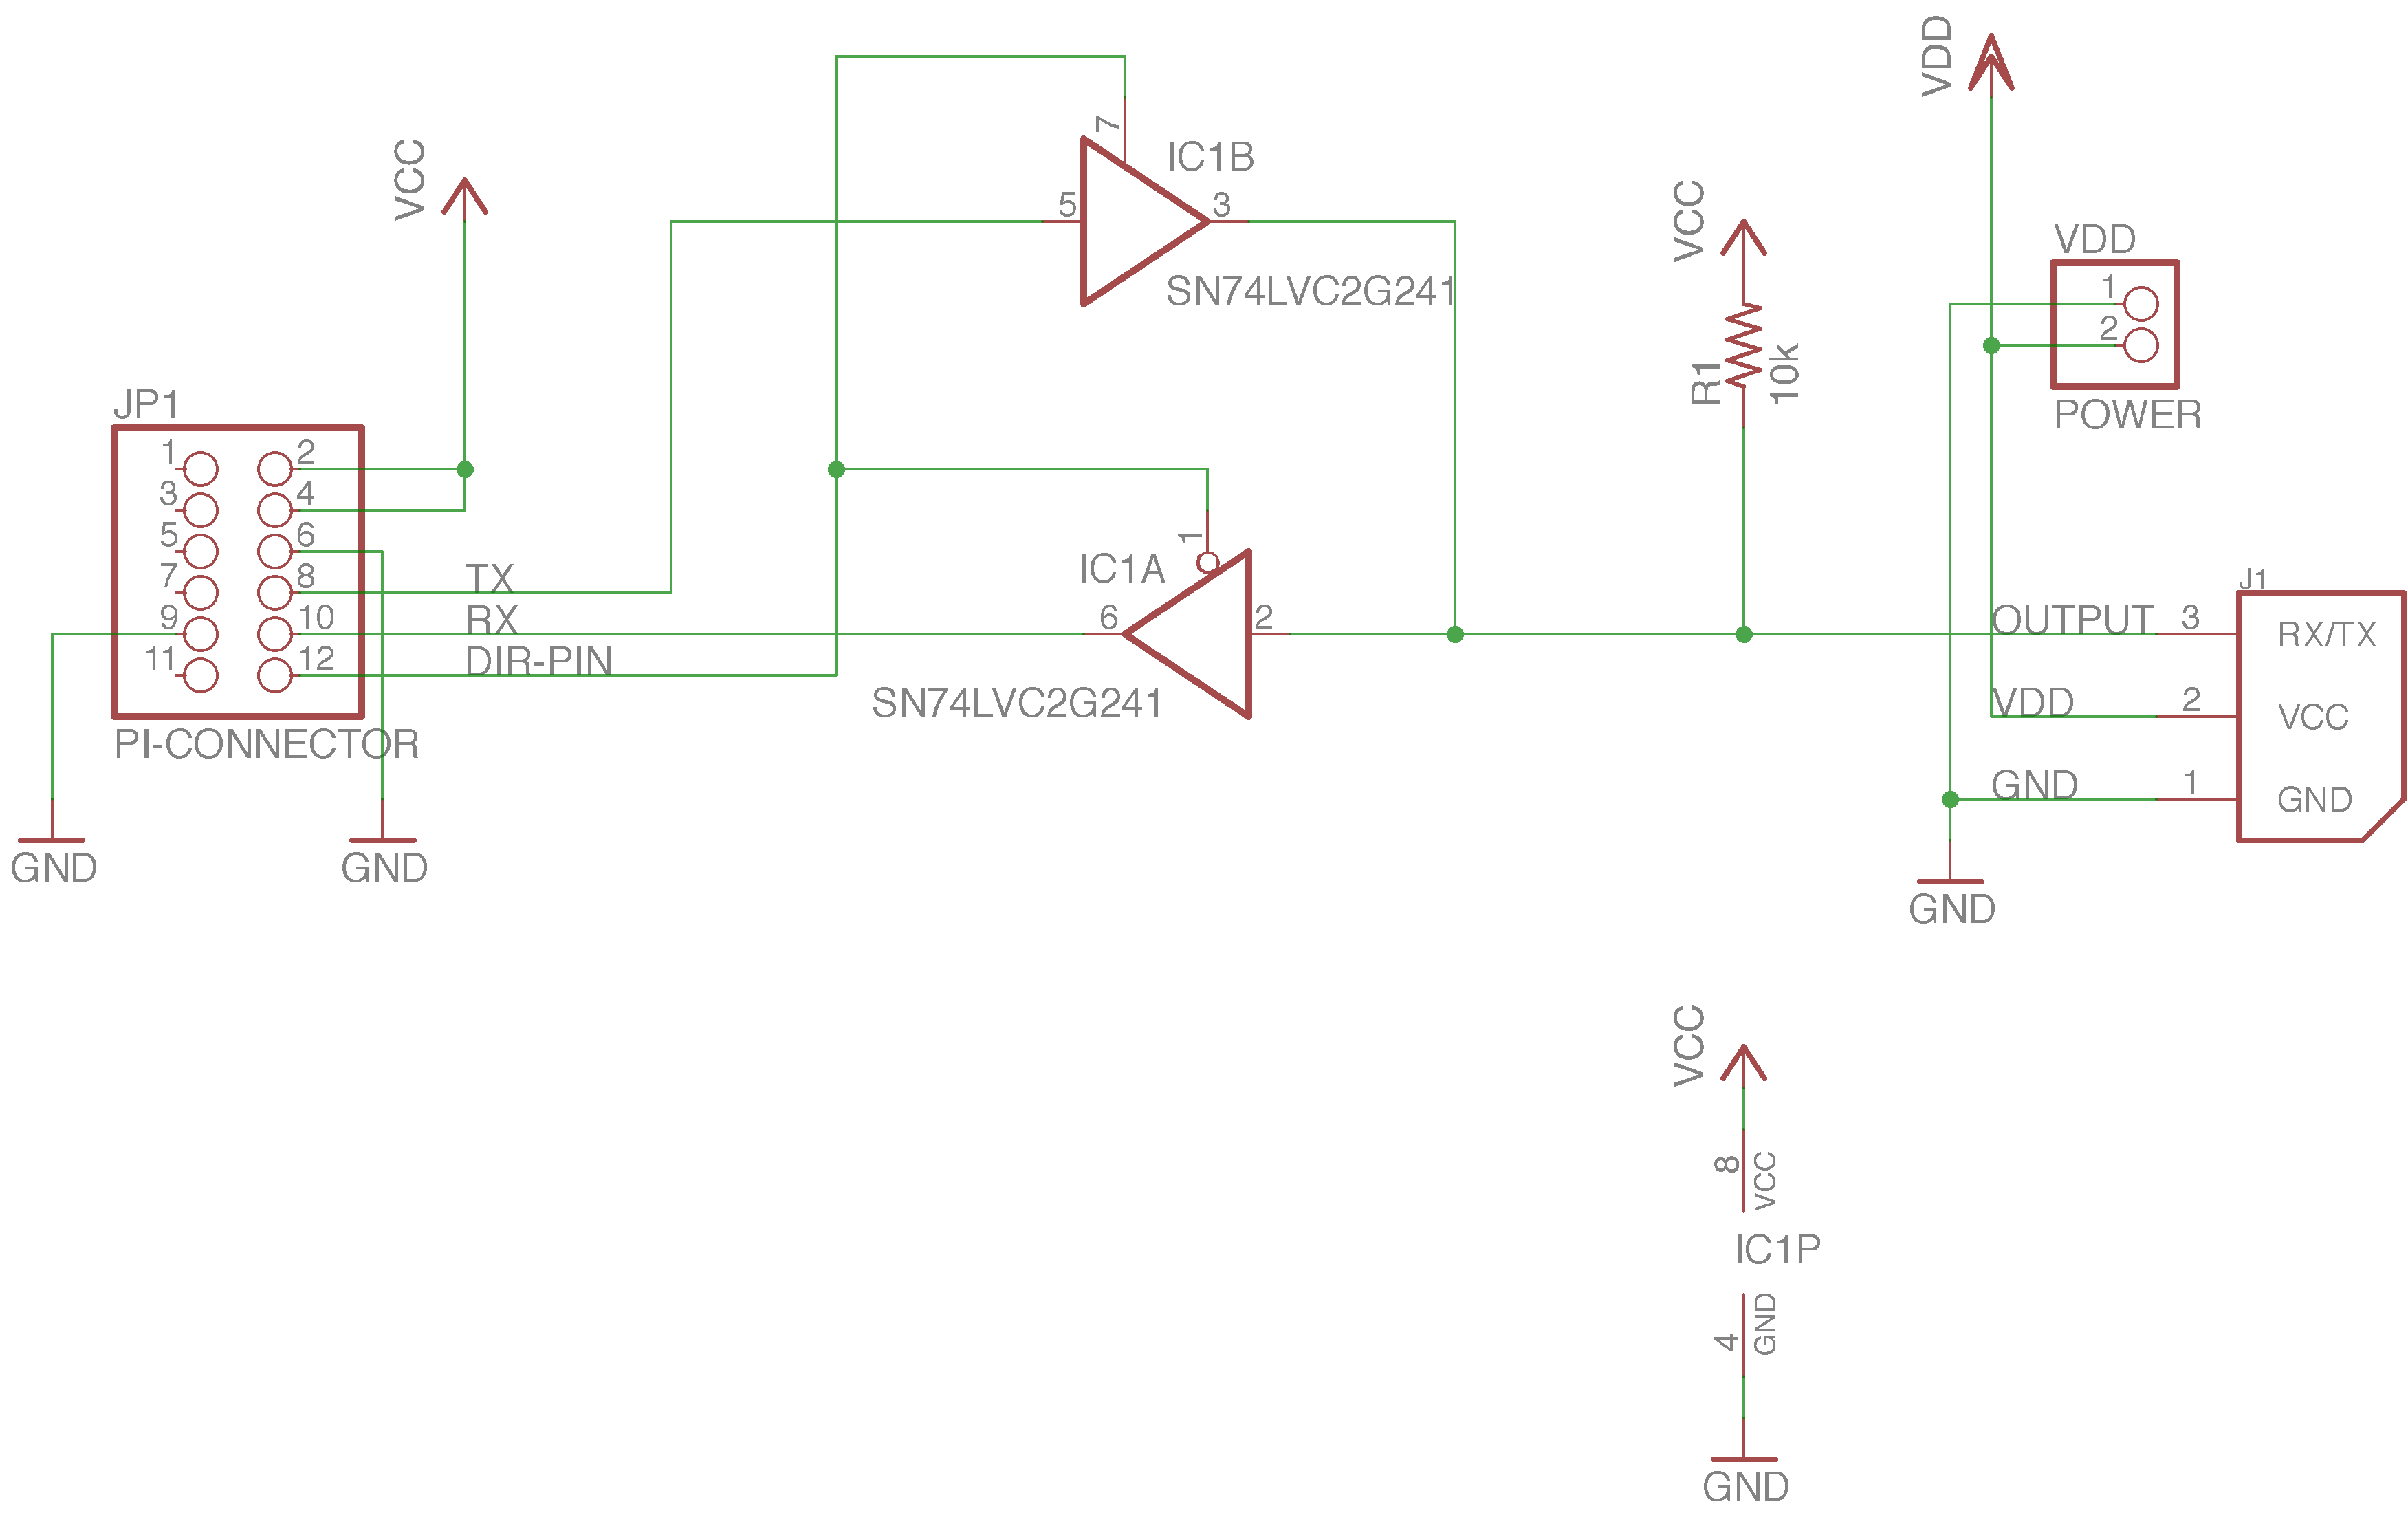 VDD
7
IC1B
VCC
5
3
VCC
VDD
SN74LVC2G241
1
2
R1
10k
POWER
JP1
1
2
3
4
5
6
7
8
9
10
11
12
TX
RX
DIR-PIN
PI-CONNECTOR
1
IC1A
6
2
SN74LVC2G241
J1
OUTPUT
3
RX/TX
VDD
2
VCC
GND
1
GND
GND
GND
GND
VCC
8
VCC
IC1P
4
GND
GND